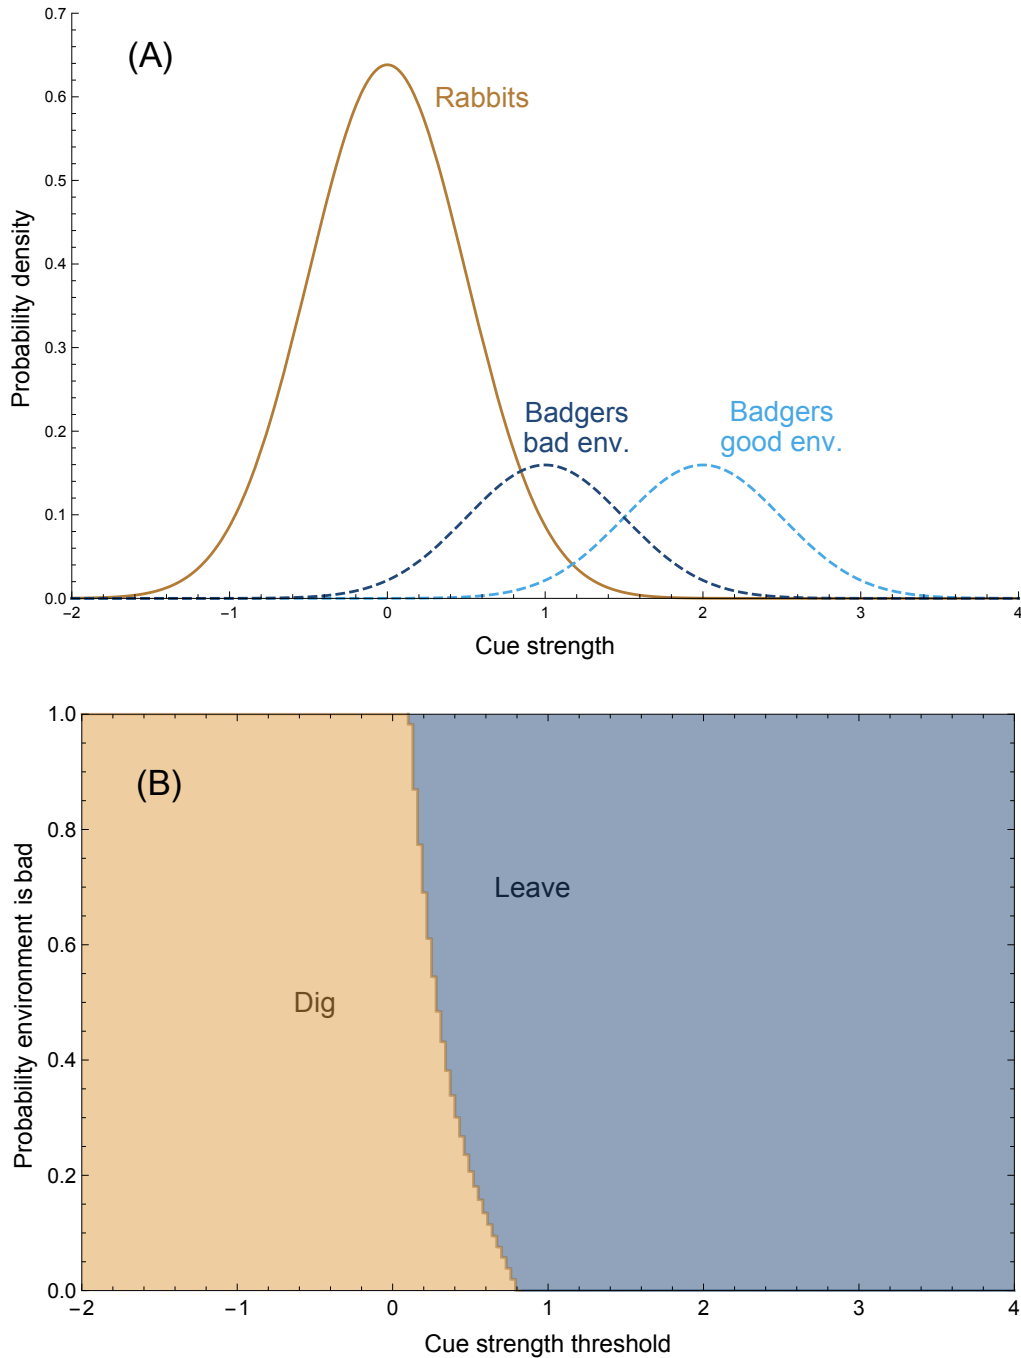 0.7
(A)
0.6
Rabbits
0.5
0.4
0.3
0.2
0.1
0.0
Probability density
Badgers
bad env.
Badgers
good env.
−2
−1
0
1
2
3
4
Cue strength
1.0
(B)
0.8
0.6
0.4
0.2
0.0
Probability environment is bad
Leave
Dig
−2
−1
0
1
2
3
4
Cue strength threshold